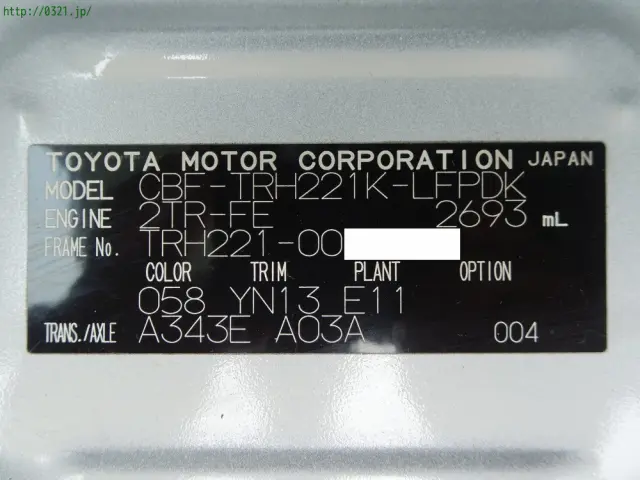 http://0321.jp/
TOYOTA MOTOR CORPORATION JAPAN
MODEL CBF-TRH221K-LFPDK
ENGINE 2TR-FE 2693 mL
FRAME No. TRH221-00
COLOR TRIM PLANT OPTION
058 YN13 E11
TRANS./AXLE A343E A03A 004